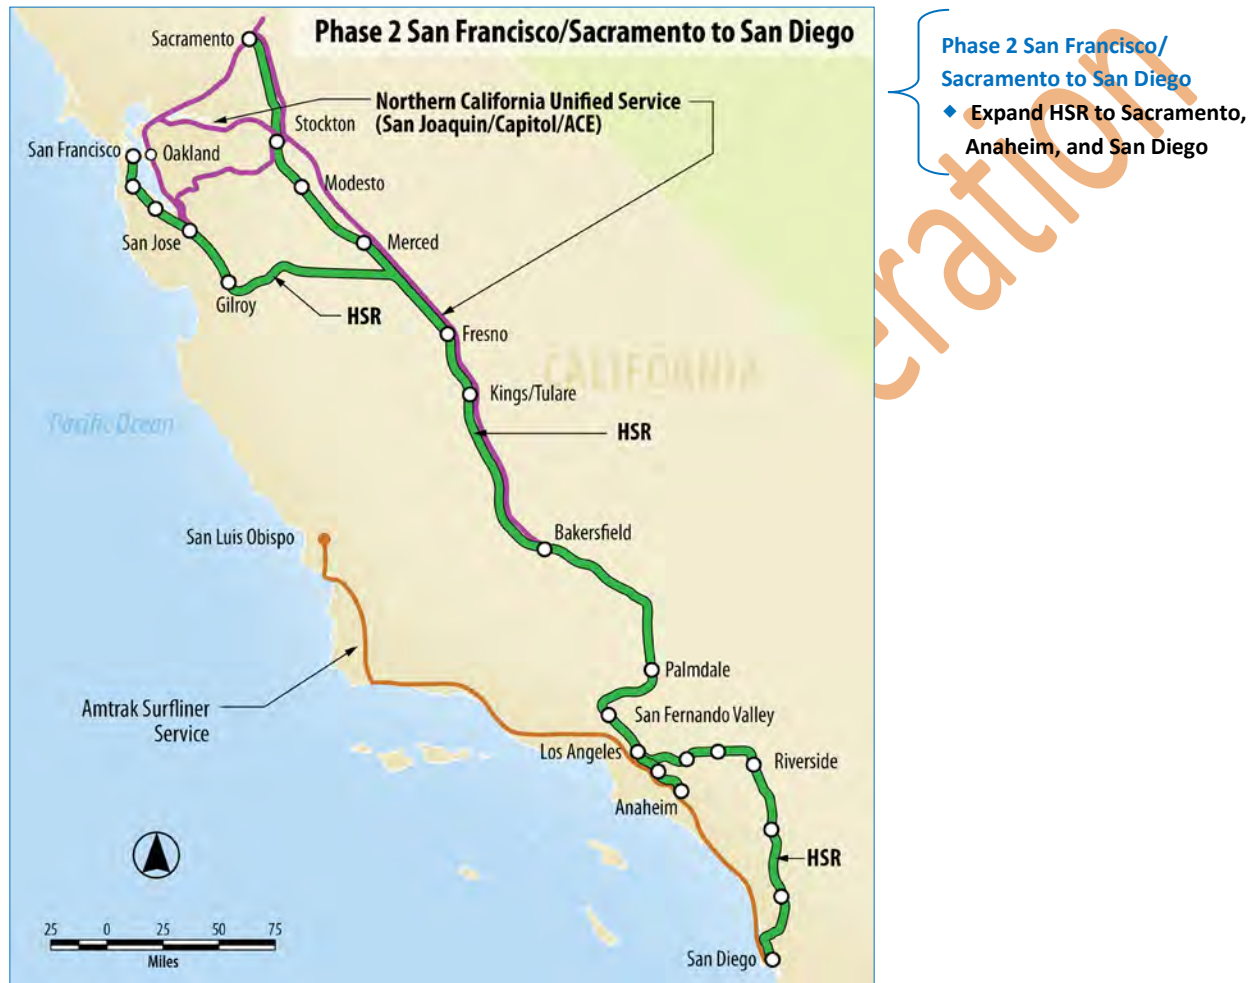 Phase 2 San Francisco/Sacramento to San Diego
Sacramento
Northern California Unified Service
(San Joaquin/Capitol/ACE)
Stockton
San Francisco
Oakland
Modesto
San Jose
Merced
Gilroy
HSR
Fresno
CALIFORNIA
Kings/Tulare
Pacific Ocean
HSR
San Luis Obispo
Bakersfield
Palmdale
Amtrak Surfliner
Service
San Fernando Valley
Los Angeles
Riverside
Anaheim
HSR
25 0 25 50 75
Miles
San Diego
Phase 2 San Francisco/
Sacramento to San Diego
◆ Expand HSR to Sacramento,
Anaheim, and San Diego
eration